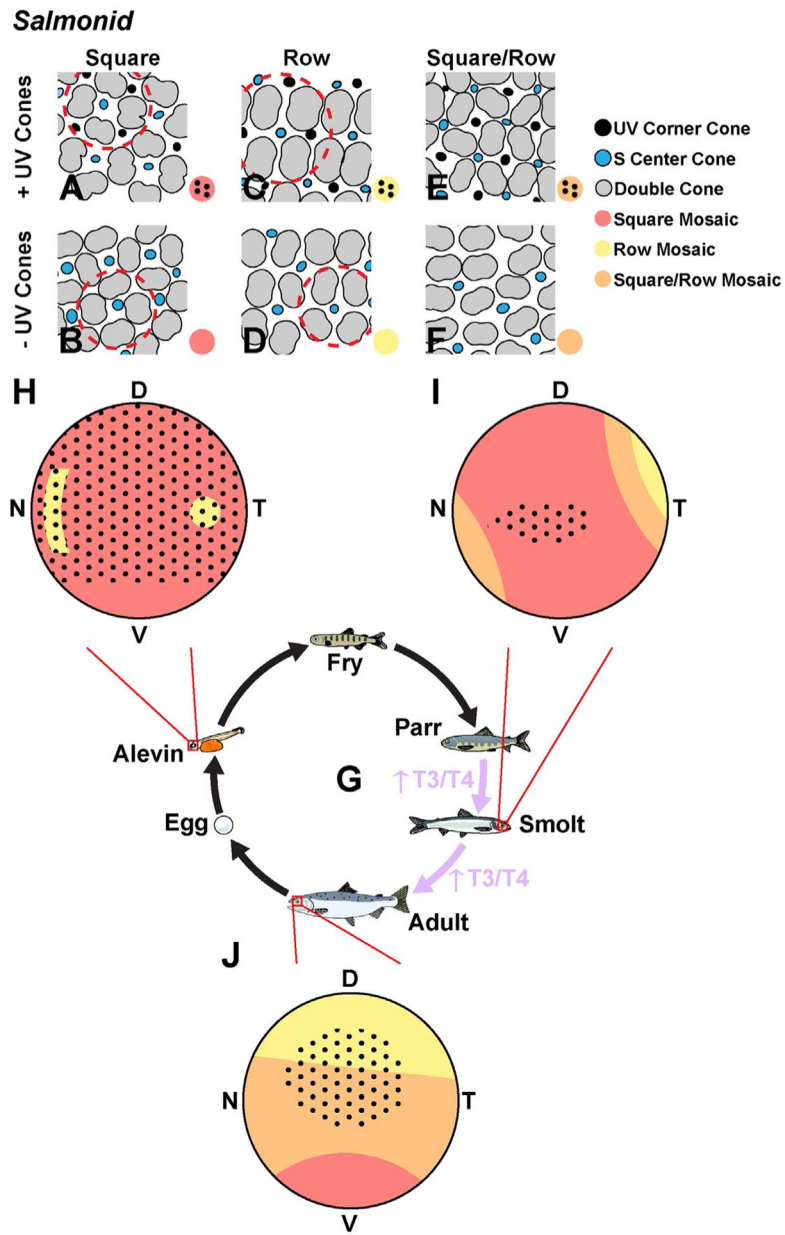 Salmonid
Square
Row
Square/Row
+ UV Cones
A
C
E
UV Corner Cone
S Center Cone
Double Cone
Square Mosaic
Row Mosaic
Square/Row Mosaic
- UV Cones
B
D
F
H
D
N
T
V
I
D
N
T
V
Fry
Parr
Alevin
G
↑T3/T4
Egg
Smolt
↑T3/T4
Adult
J
D
N
T
V